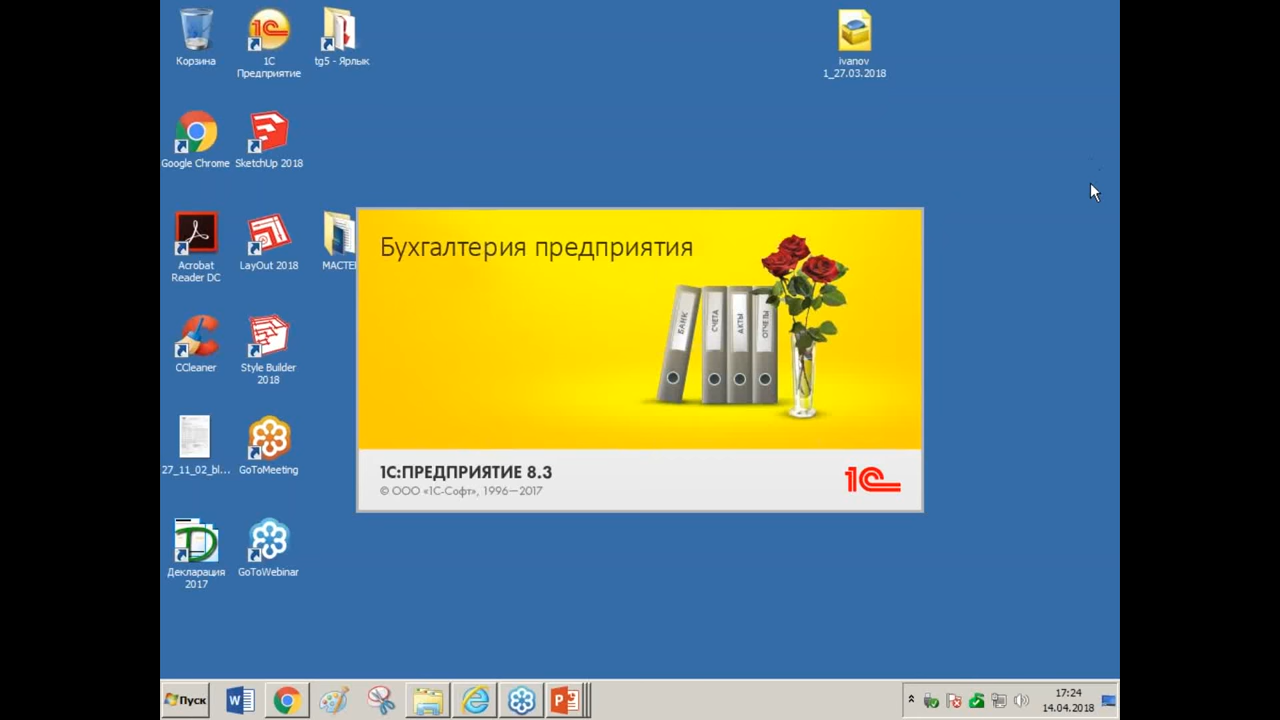 Корзина
1С
Предприятие
tg5 - Ярлык
ivanov
1_27.03.2018
Google Chrome
SketchUp 2018
Acrobat
Reader DC
LayOut 2018
МАСТЕ
CCleaner
Style Builder
2018
27_11_02_bl...
GoToMeeting
Декларация
2017
GoToWebinar
Бухгалтерия предприятия
БАНК
СЧЕТА
АКТЫ
ОТЧЕТЫ
1С:ПРЕДПРИЯТИЕ 8.3
© ООО «1С-Софт», 1996—2017
1С
Пуск
17:24
14.04.2018